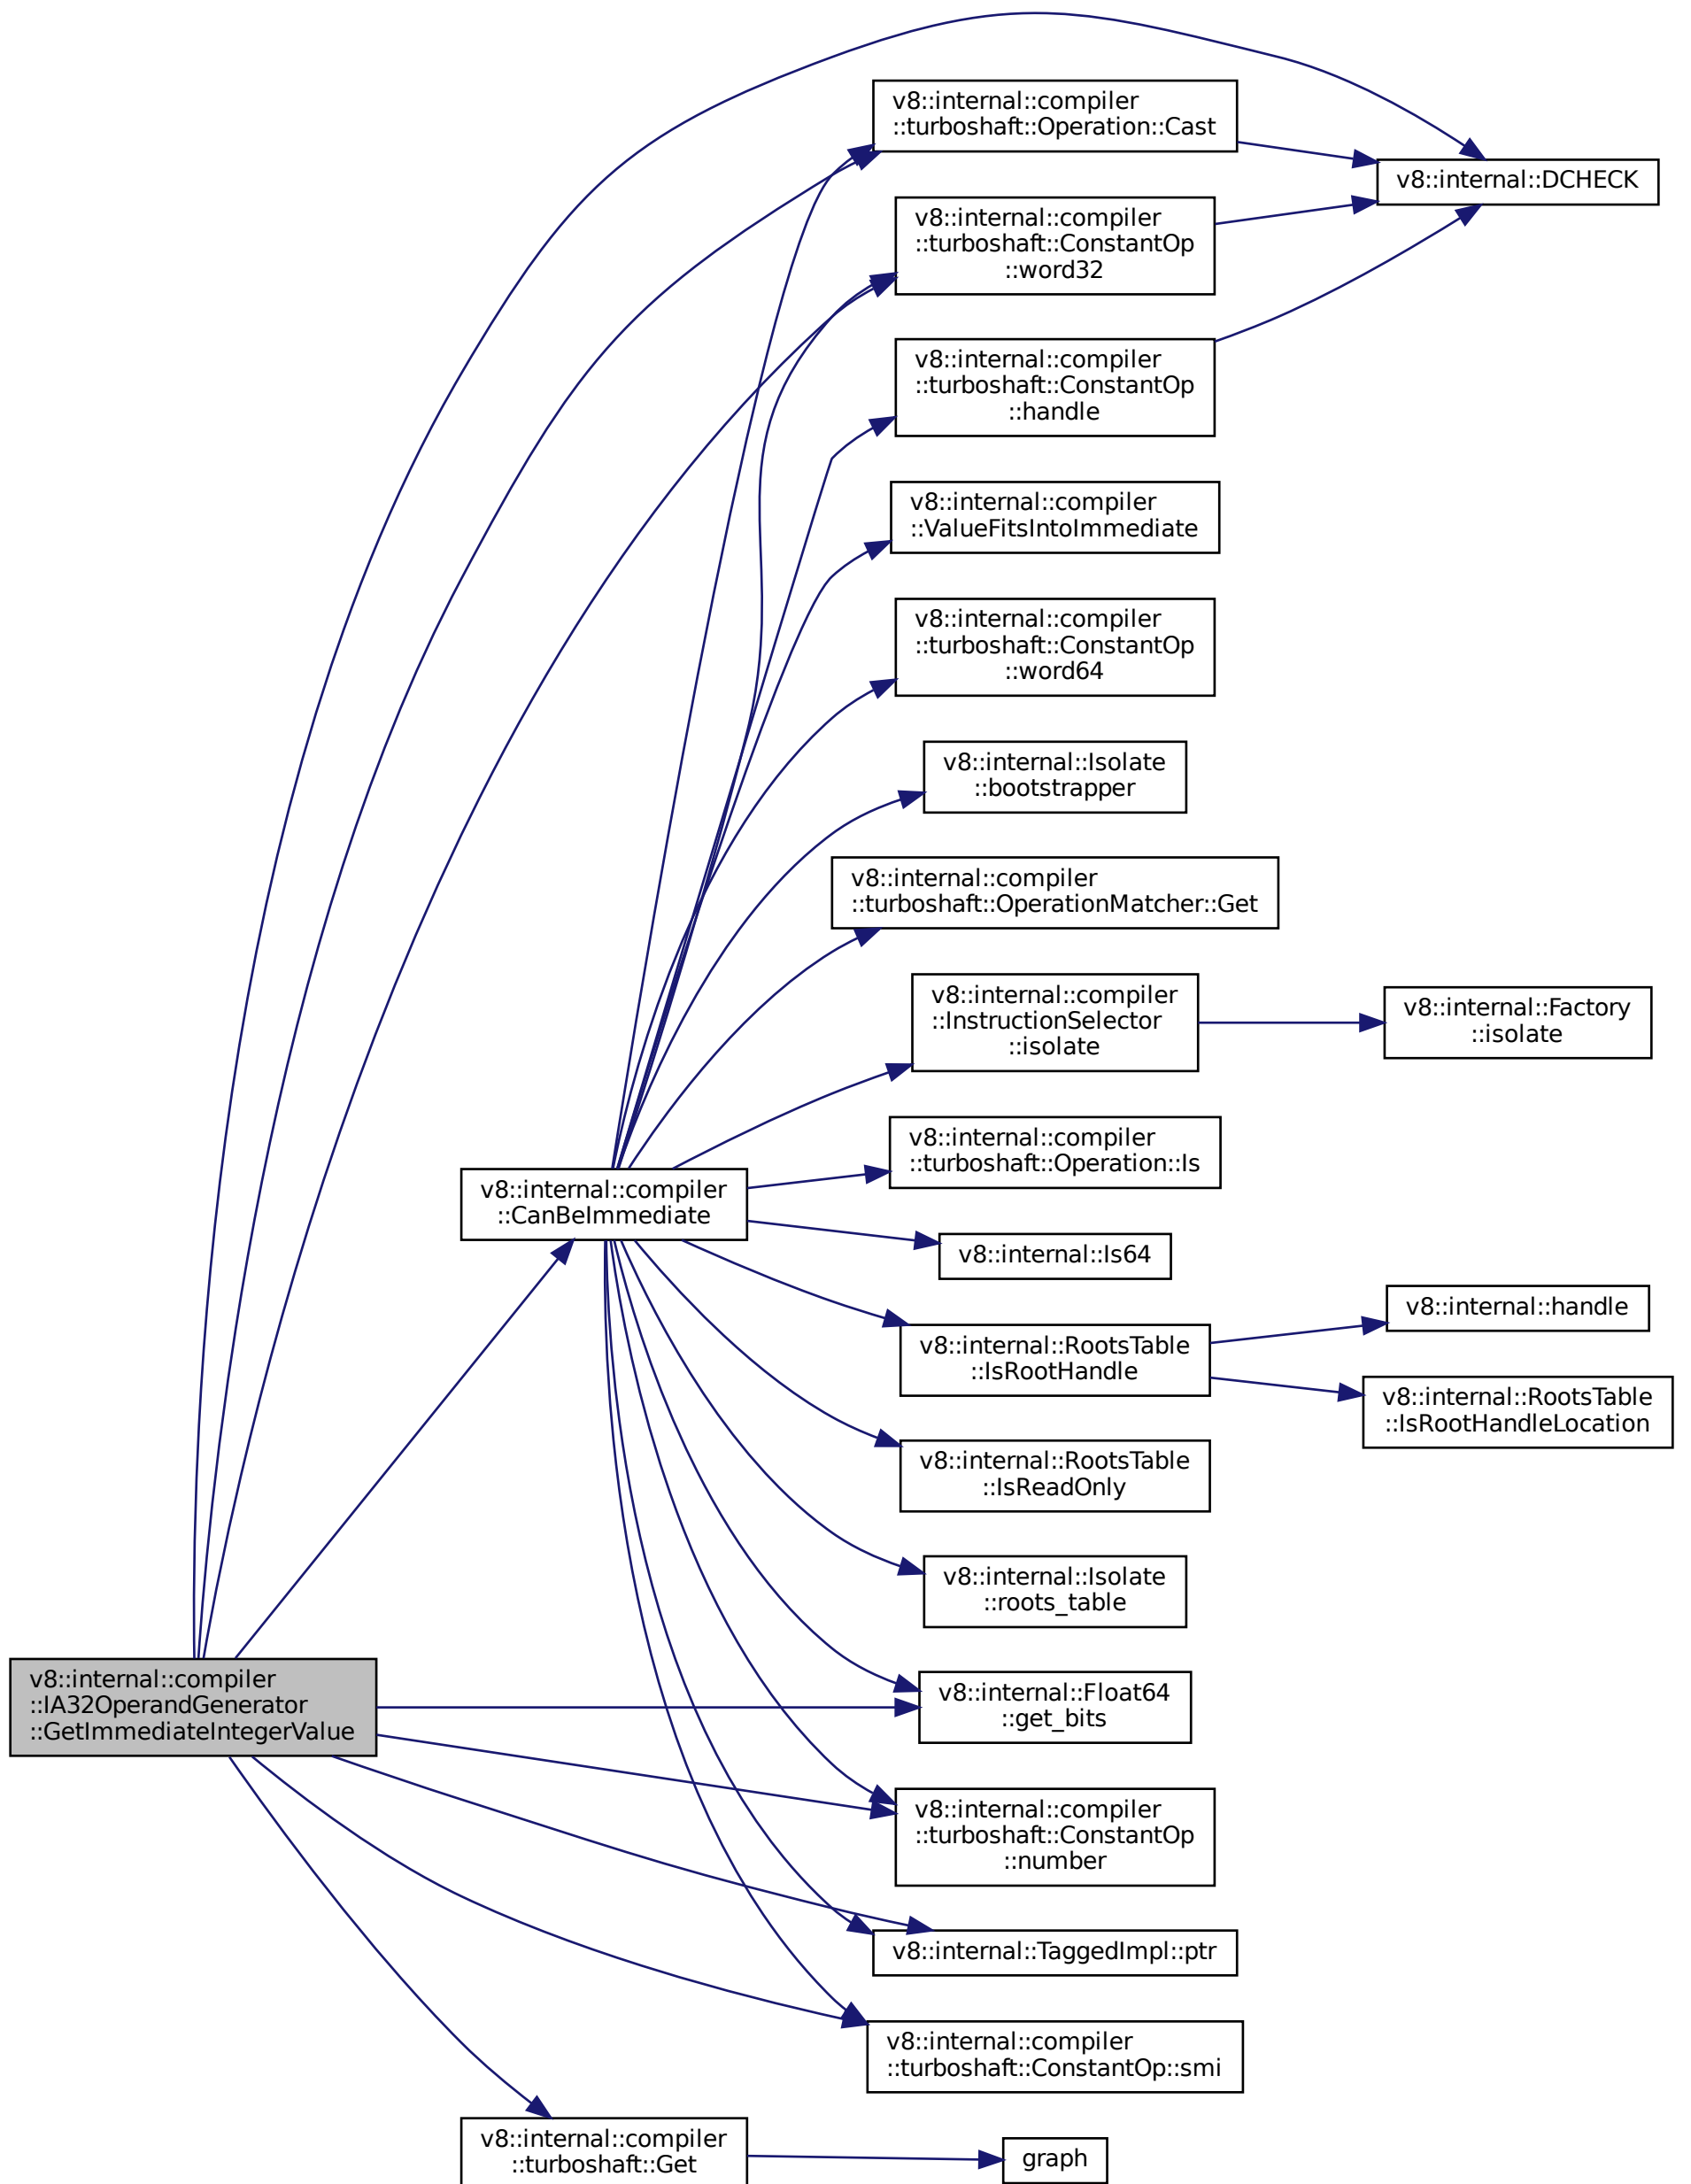 v8::internal::compiler
::turboshaft::Operation::Cast
v8::internal::DCHECK
v8::internal::compiler
::turboshaft::ConstantOp
::word32
v8::internal::compiler
::turboshaft::ConstantOp
::handle
v8::internal::compiler
::ValueFitsIntoImmediate
v8::internal::compiler
::turboshaft::ConstantOp
::word64
v8::internal::Isolate
::bootstrapper
v8::internal::compiler
::turboshaft::OperationMatcher::Get
v8::internal::compiler
::InstructionSelector
::isolate
v8::internal::Factory
::isolate
v8::internal::compiler
::turboshaft::Operation::Is
v8::internal::compiler
::CanBeImmediate
v8::internal::Is64
v8::internal::handle
v8::internal::RootsTable
::IsRootHandle
v8::internal::RootsTable
::IsRootHandleLocation
v8::internal::RootsTable
::IsReadOnly
v8::internal::Isolate
::roots_table
v8::internal::compiler
::IA32OperandGenerator
::GetImmediateIntegerValue
v8::internal::Float64
::get_bits
v8::internal::compiler
::turboshaft::ConstantOp
::number
v8::internal::TaggedImpl::ptr
v8::internal::compiler
::turboshaft::ConstantOp::smi
v8::internal::compiler
::turboshaft::Get
graph